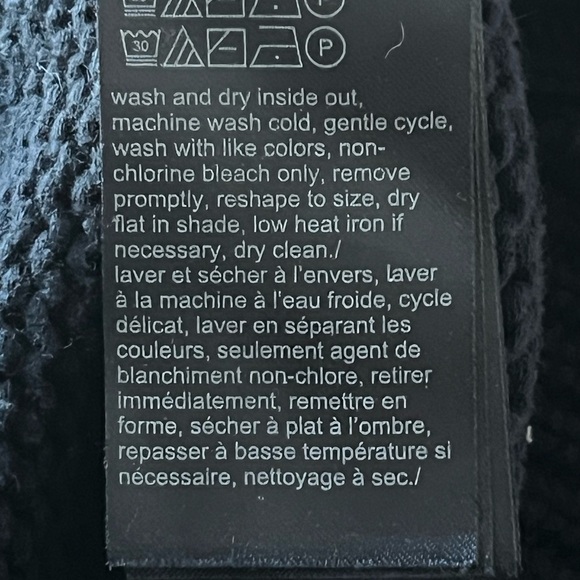 P
30 P
wash and dry inside out,
machine wash cold, gentle cycle,
wash with like colors, non-
chlorine bleach only, remove
promptly, reshape to size, dry
flat in shade, low heat iron if
necessary, dry clean./
laver et sécher à l'envers, laver
à la machine à l'eau froide, cycle
délicat, laver en séparant les
couleurs, seulement agent de
blanchiment non-chlore, retirer
immédiatement, remettre en
forme, sécher à plat à l'ombre,
repasser à basse température si
nécessaire, nettoyage à sec./